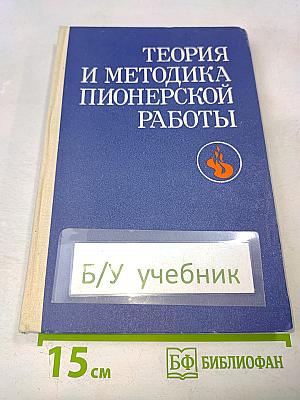 ТЕОРИЯ
И МЕТОДИКА
ПИОНЕРСКОЙ
РАБОТЫ
Б/У учебник
15 см
БФ БИБЛИОФАН